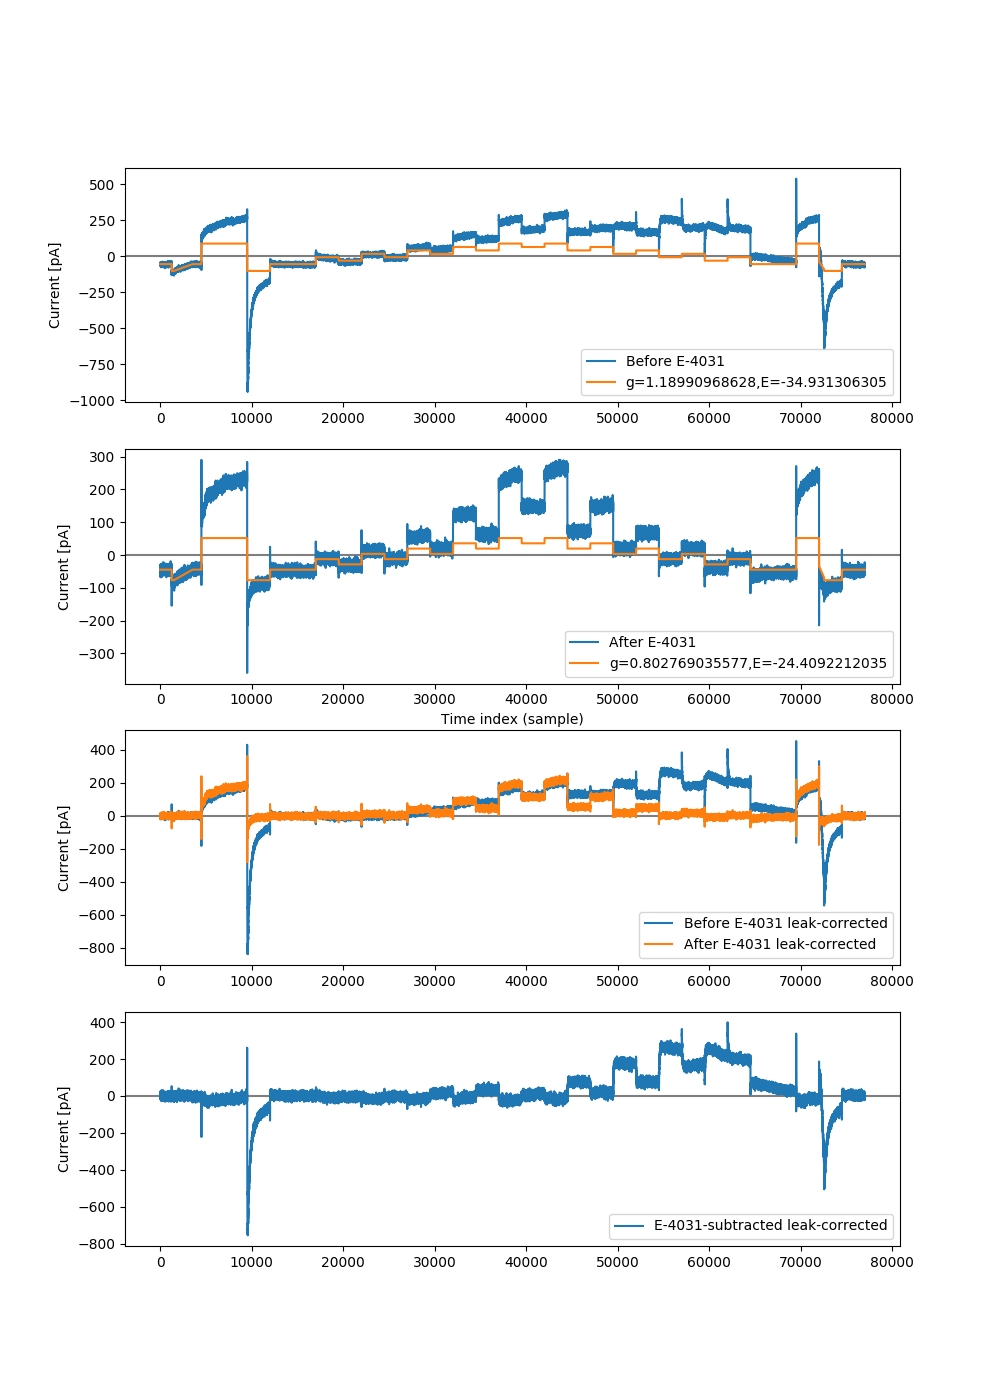 500
250
0
−250
−500
−750
−1000
Current [pA]
Before E-4031
g=1.18990968628,E=-34.931306305
0 10000 20000 30000 40000 50000 60000 70000 80000
300
200
100
0
−100
−200
−300
Current [pA]
After E-4031
g=0.802769035577,E=-24.4092212035
0 10000 20000 30000 40000 50000 60000 70000 80000
Time index (sample)
400
200
0
−200
−400
−600
−800
Current [pA]
Before E-4031 leak-corrected
After E-4031 leak-corrected
0 10000 20000 30000 40000 50000 60000 70000 80000
400
200
0
−200
−400
−600
−800
Current [pA]
E-4031-subtracted leak-corrected
0 10000 20000 30000 40000 50000 60000 70000 80000